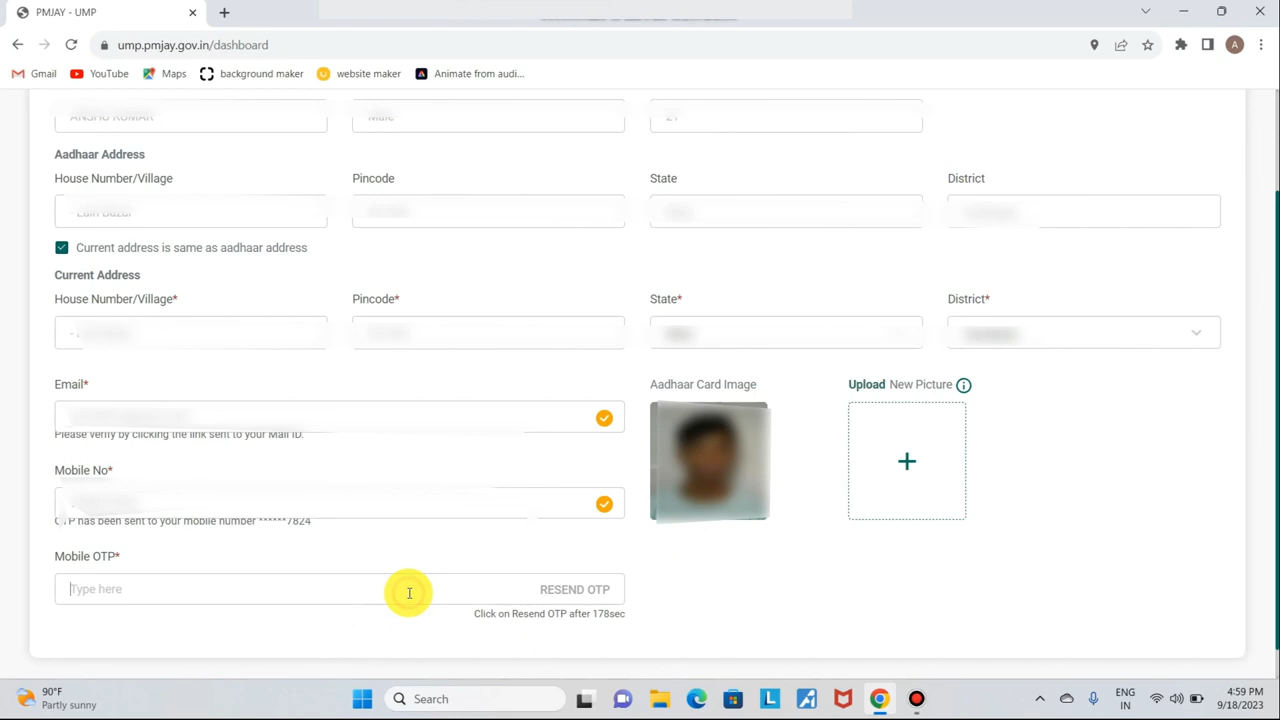 PMJAY - UMP
ump.pmjay.gov.in/dashboard
A
Gmail YouTube Maps background maker website maker Animate from audi...
Aadhaar Address
House Number/Village Pincode State District
Current address is same as aadhaar address
Current Address
House Number/Village* Pincode* State* District*
Email* Aadhaar Card Image Upload New Picture
Please verify by clicking the link sent to your Mail ID.
Mobile No*
OTP has been sent to your mobile number ******7824
Mobile OTP*
Type here RESEND OTP
Click on Resend OTP after 178sec
90°F
Partly sunny
Search
ENG
IN
4:59 PM
9/18/2023